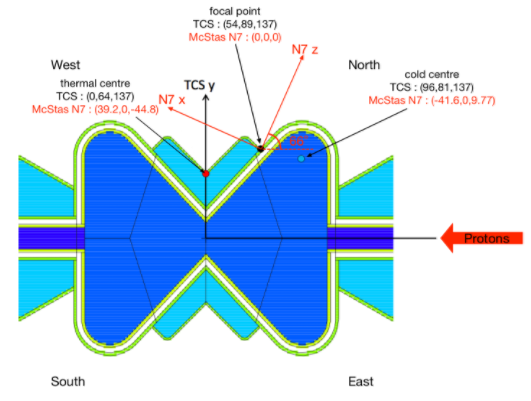 focal point
TCS : (54,89,137)
McStas N7 : (0,0,0)
N7 z
West
North
thermal centre
TCS : (0,64,137)
McStas N7 : (39.2,0,-44.8)
TCS y
N7 x
cold centre
TCS : (96,81,137)
McStas N7 : (-41.6,0,9.77)
Protons
South
East